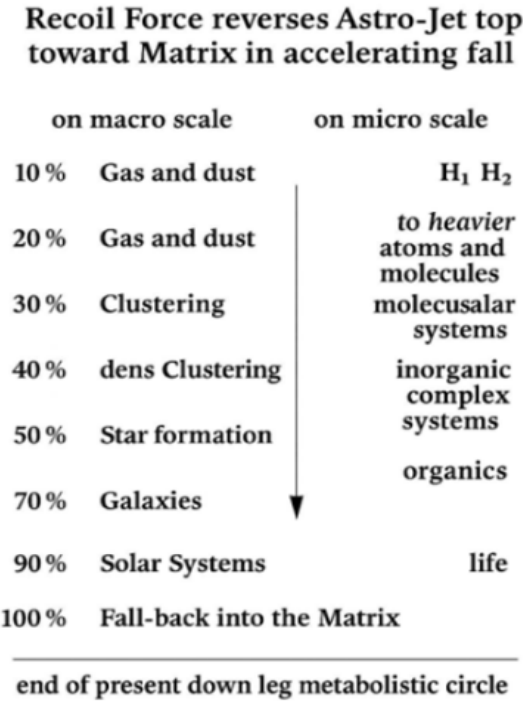 Recoil Force reverses Astro-Jet top
toward Matrix in accelerating fall
on macro scale on micro scale
10 % Gas and dust H₁ H₂
20 % Gas and dust to heavier
atoms and
molecules
30 % Clustering molecusalar
systems
40 % dens Clustering inorganic
complex
systems
50 % Star formation
organics
70 % Galaxies
90 % Solar Systems life
100 % Fall-back into the Matrix
end of present down leg metabolistic circle